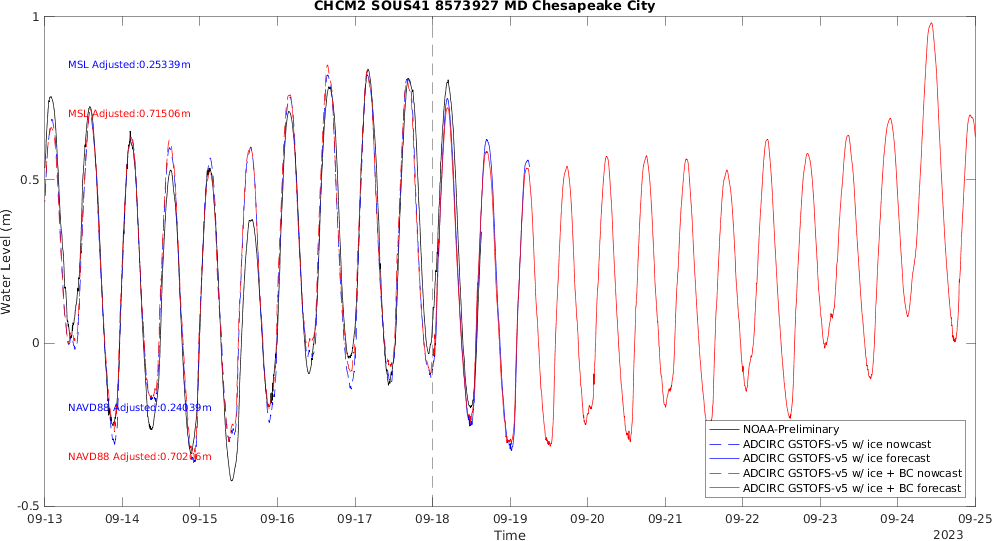 CHCM2 SOUS41 8573927 MD Chesapeake City
1
MSL Adjusted:0.25339m
MSL Adjusted:0.71506m
0.5
Water Level (m)
0
NAVD88 Adjusted:0.24039m
NAVD88 Adjusted:0.70206m
NOAA-Preliminary
ADCIRC GSTOFS-v5 w/ ice nowcast
ADCIRC GSTOFS-v5 w/ ice forecast
ADCIRC GSTOFS-v5 w/ ice + BC nowcast
ADCIRC GSTOFS-v5 w/ ice + BC forecast
-0.5
09-13 09-14 09-15 09-16 09-17 09-18 09-19 09-20 09-21 09-22 09-23 09-24 09-25
Time
2023